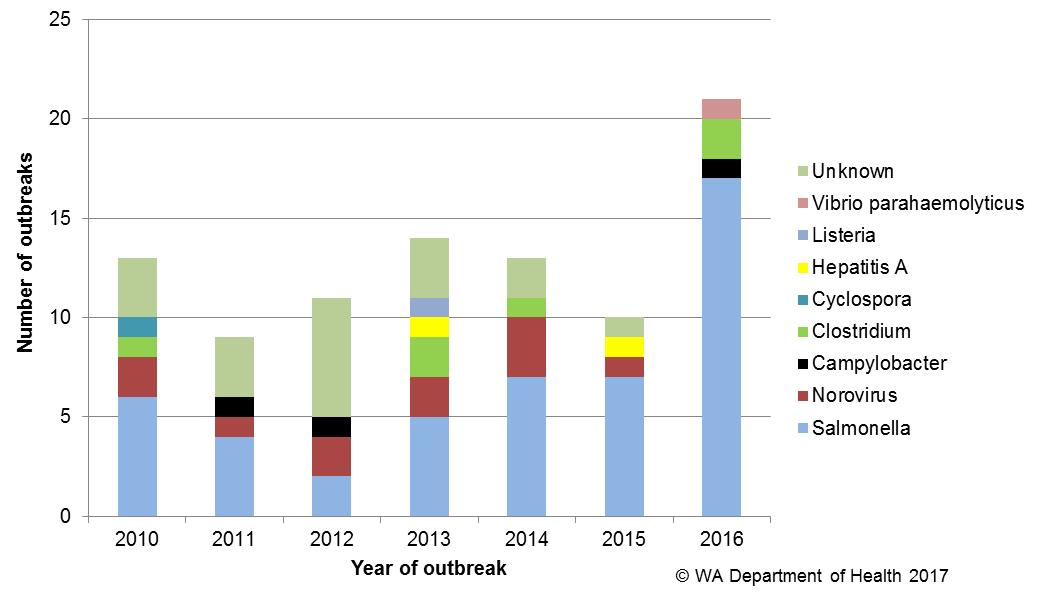 25
20
15
10
5
0
Number of outbreaks
2010 2011 2012 2013 2014 2015 2016
Year of outbreak
Unknown
Vibrio parahaemolyticus
Listeria
Hepatitis A
Cyclospora
Clostridium
Campylobacter
Norovirus
Salmonella
© WA Department of Health 2017